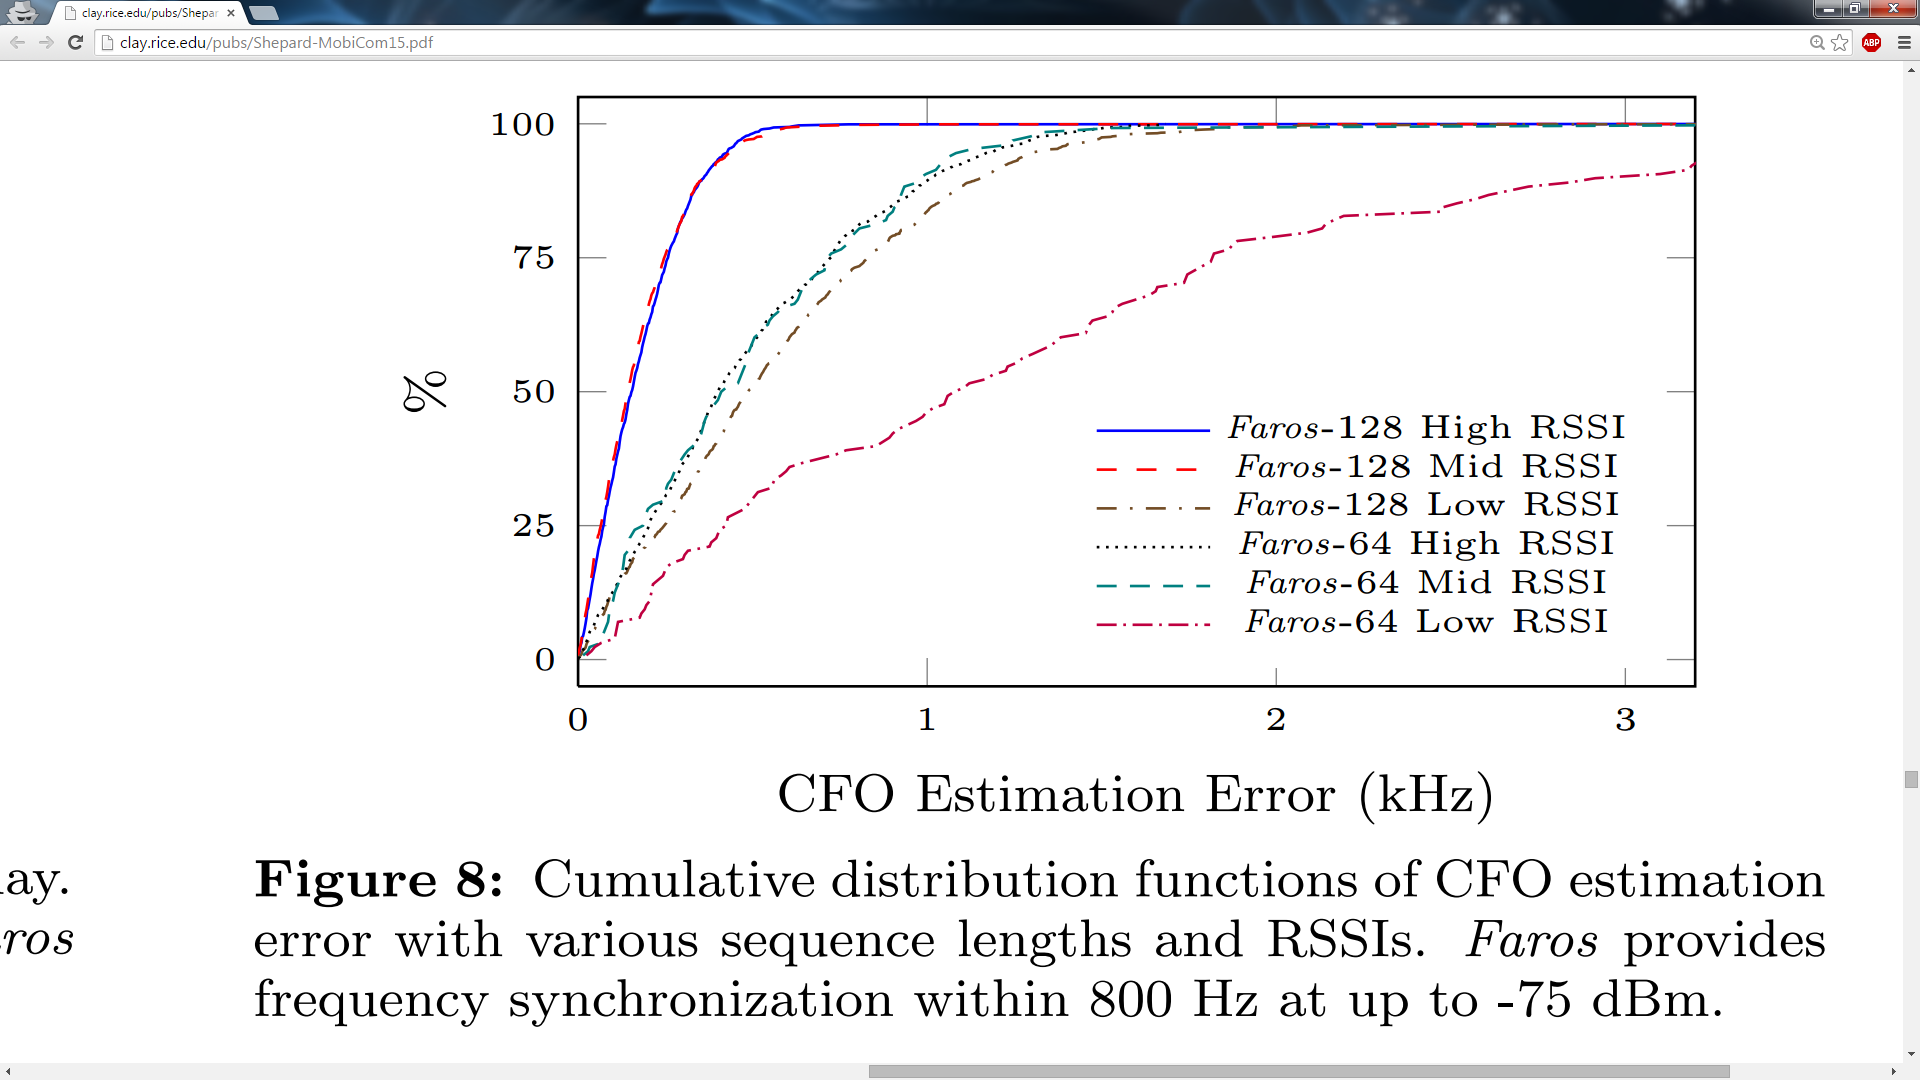 clay.rice.edu/pubs/Shepar
clay.rice.edu/pubs/Shepard-MobiCom15.pdf
ABP
100
75
50
25
0
%
Faros-128 High RSSI
Faros-128 Mid RSSI
Faros-128 Low RSSI
Faros-64 High RSSI
Faros-64 Mid RSSI
Faros-64 Low RSSI
0 1 2 3
CFO Estimation Error (kHz)
lay.
ros
Figure 8: Cumulative distribution functions of CFO estimation
error with various sequence lengths and RSSIs. Faros provides
frequency synchronization within 800 Hz at up to -75 dBm.